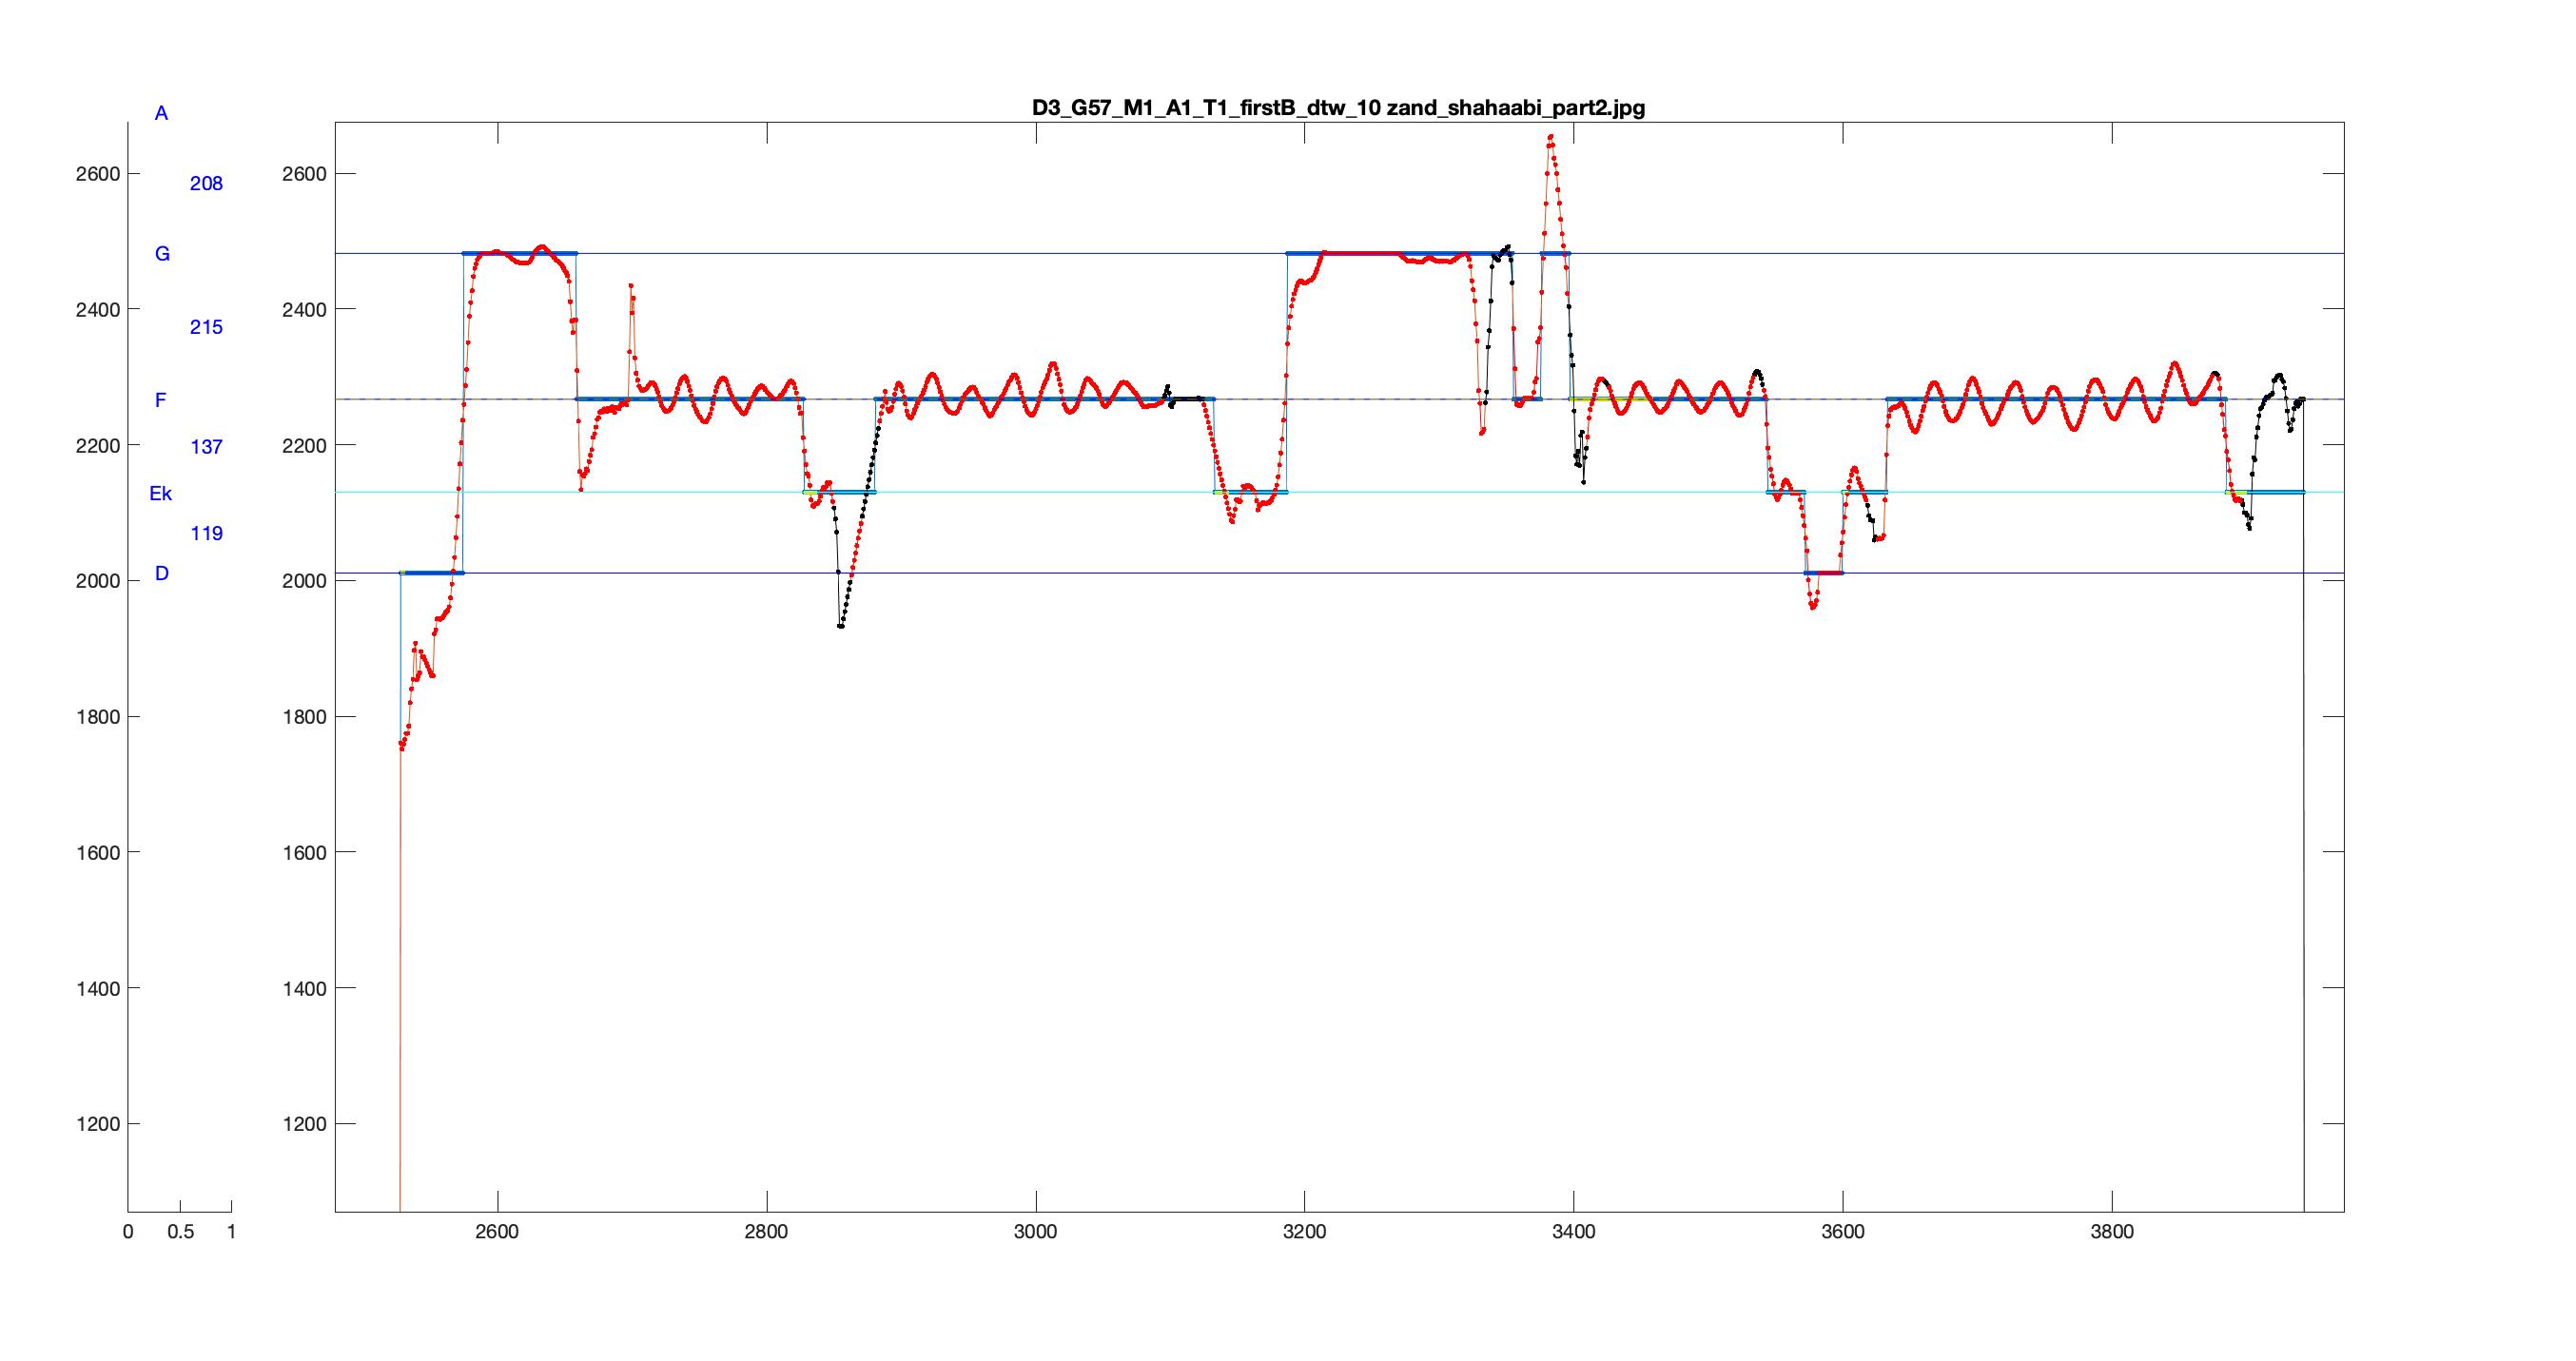 D3_G57_M1_A1_T1_firstB_dtw_10 zand_shahaabi_part2.jpg
A
2600 208 2600
G
2400 215 2400
F
2200 137 2200
Ek
119
2000 D 2000
1800 1800
1600 1600
1400 1400
1200 1200
0 0.5 1 2600 2800 3000 3200 3400 3600 3800